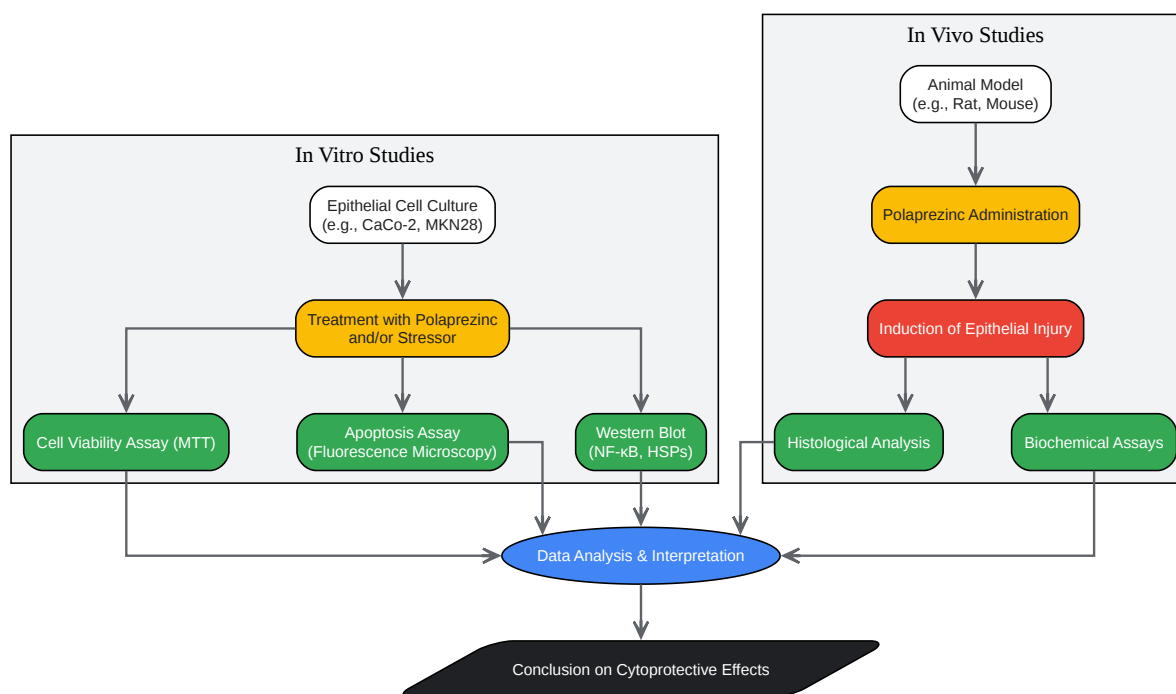 In Vitro Studies
Epithelial Cell Culture
(e.g., CaCo-2, MKN28)
Treatment with Polaprezinc
and/or Stressor
Cell Viability Assay (MTT)
Apoptosis Assay
(Fluorescence Microscopy)
Western Blot
(NF-κB, HSPs)
In Vivo Studies
Animal Model
(e.g., Rat, Mouse)
Polaprezinc Administration
Induction of Epithelial Injury
Histological Analysis
Biochemical Assays
Data Analysis & Interpretation
Conclusion on Cytoprotective Effects